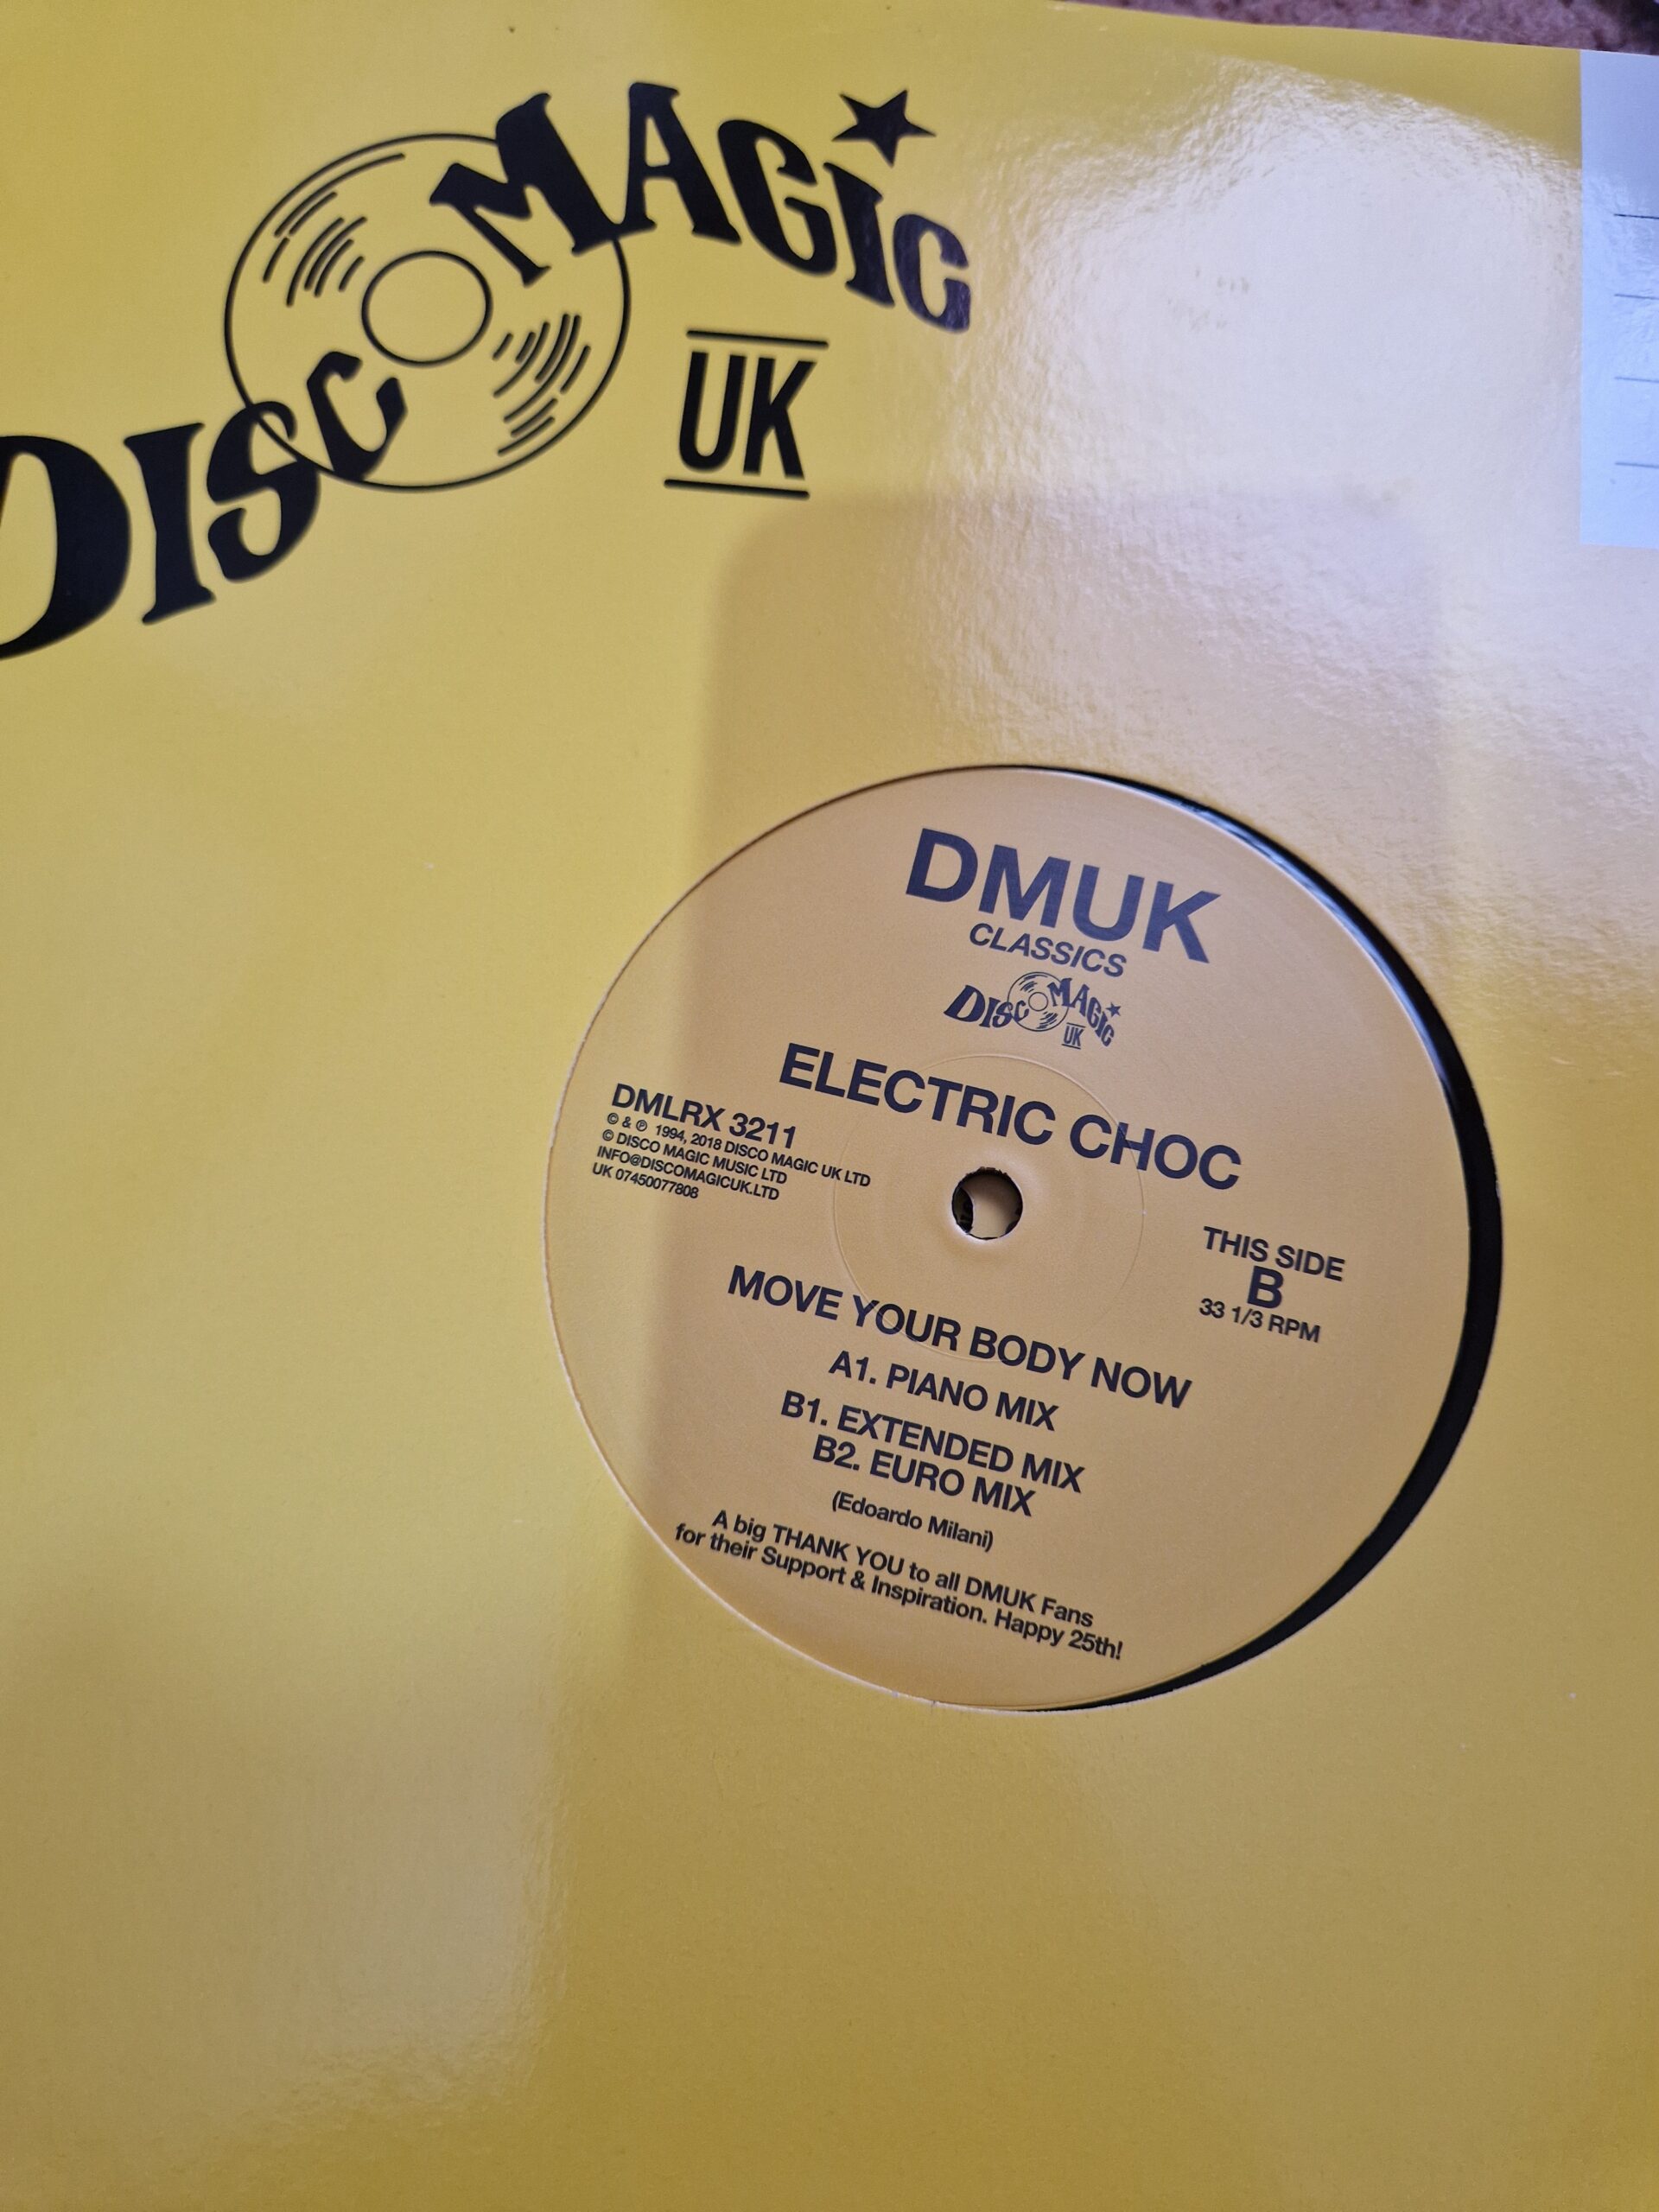 DISCO MAGIC
UK
DMUK
CLASSICS
DISCO MAGIC
UK
ELECTRIC CHOC
DMLRX 3211
© & ℗ 1994, 2018 DISCO MAGIC UK LTD
© DISCO MAGIC MUSIC LTD
INFO@DISCOMAGICUK.LTD
UK 07450077808
THIS SIDE
B
33 1/3 RPM
MOVE YOUR BODY NOW
A1. PIANO MIX
B1. EXTENDED MIX
B2. EURO MIX
(Edoardo Milani)
A big THANK YOU to all DMUK Fans
for their Support & Inspiration. Happy 25th!